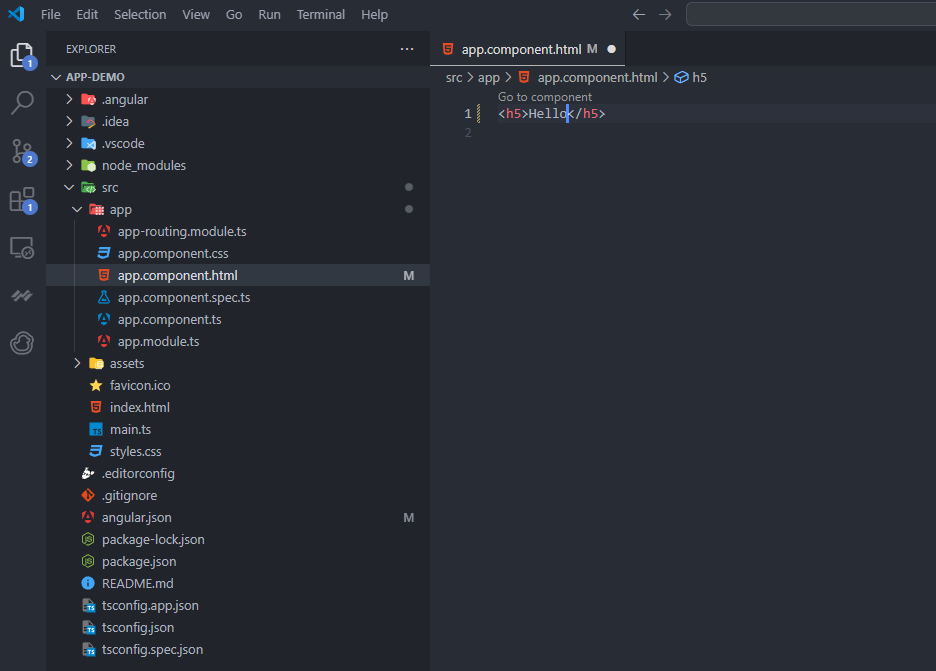 File Edit Selection View Go Run Terminal Help
1
2
1
EXPLORER
APP-DEMO
.angular
.idea
.vscode
node_modules
src
app
app-routing.module.ts
app.component.css
app.component.html M
app.component.spec.ts
app.component.ts
app.module.ts
assets
favicon.ico
index.html
main.ts
styles.css
.editorconfig
.gitignore
angular.json M
package-lock.json
package.json
README.md
tsconfig.app.json
tsconfig.json
tsconfig.spec.json
app.component.html M
src > app > app.component.html > h5
Go to component
1 <h5>Hello</h5>
2